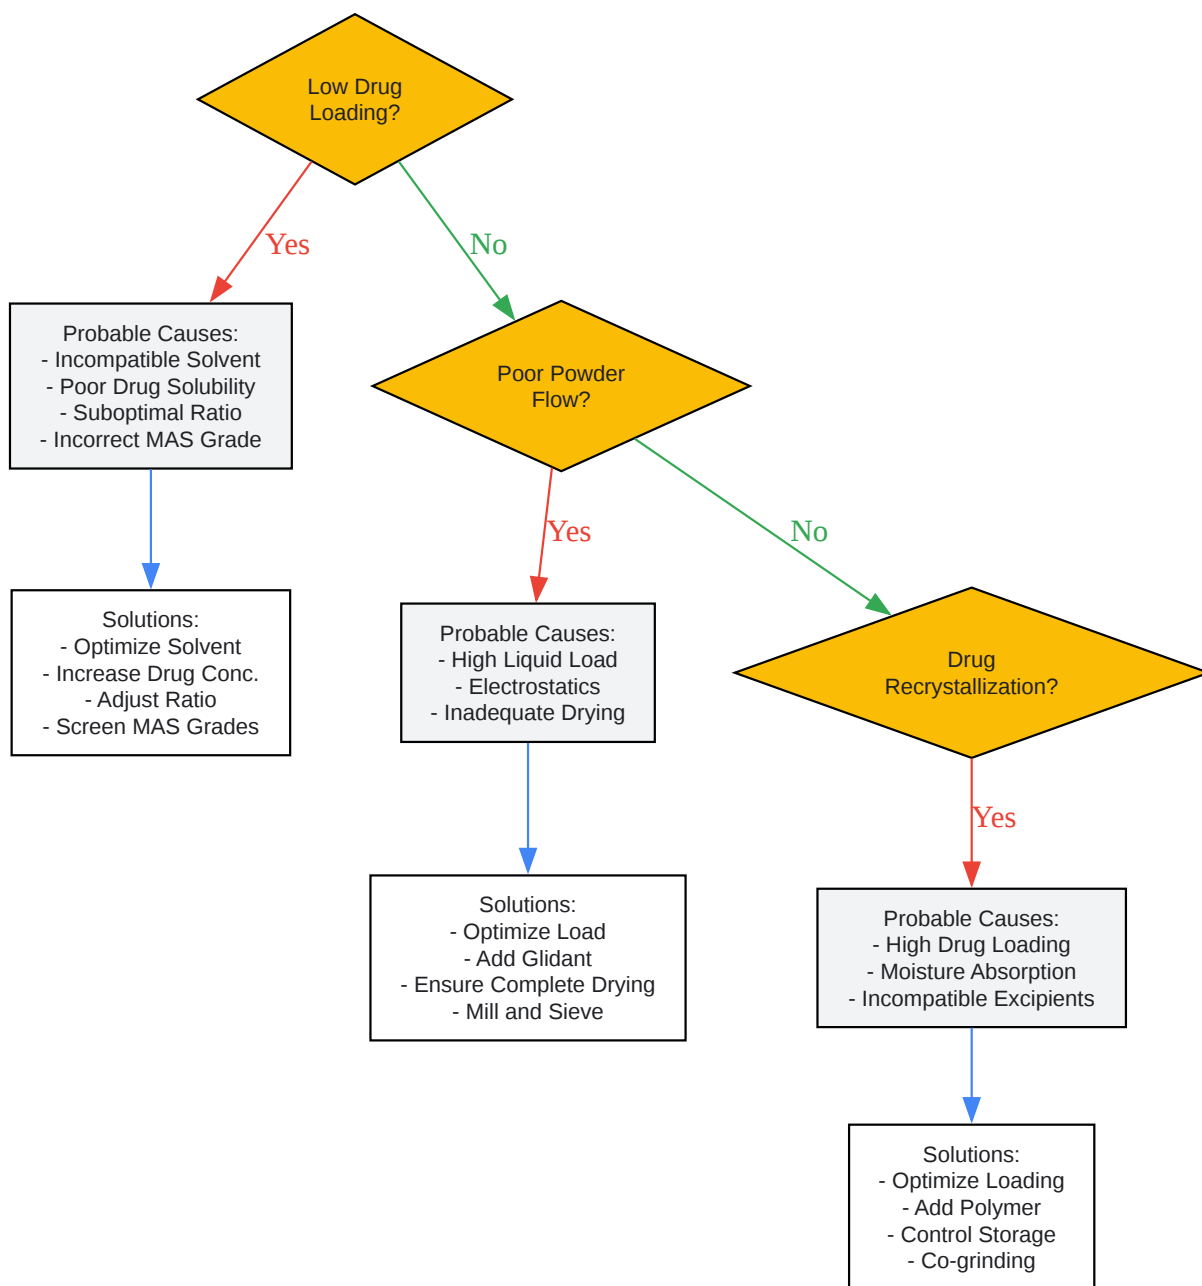 Low Drug
Loading?
Yes
No
Probable Causes:
- Incompatible Solvent
- Poor Drug Solubility
- Suboptimal Ratio
- Incorrect MAS Grade
Poor Powder
Flow?
Yes
No
Solutions:
- Optimize Solvent
- Increase Drug Conc.
- Adjust Ratio
- Screen MAS Grades
Probable Causes:
- High Liquid Load
- Electrostatics
- Inadequate Drying
Drug
Recrystallization?
Yes
Solutions:
- Optimize Load
- Add Glidant
- Ensure Complete Drying
- Mill and Sieve
Probable Causes:
- High Drug Loading
- Moisture Absorption
- Incompatible Excipients
Solutions:
- Optimize Loading
- Add Polymer
- Control Storage
- Co-grinding